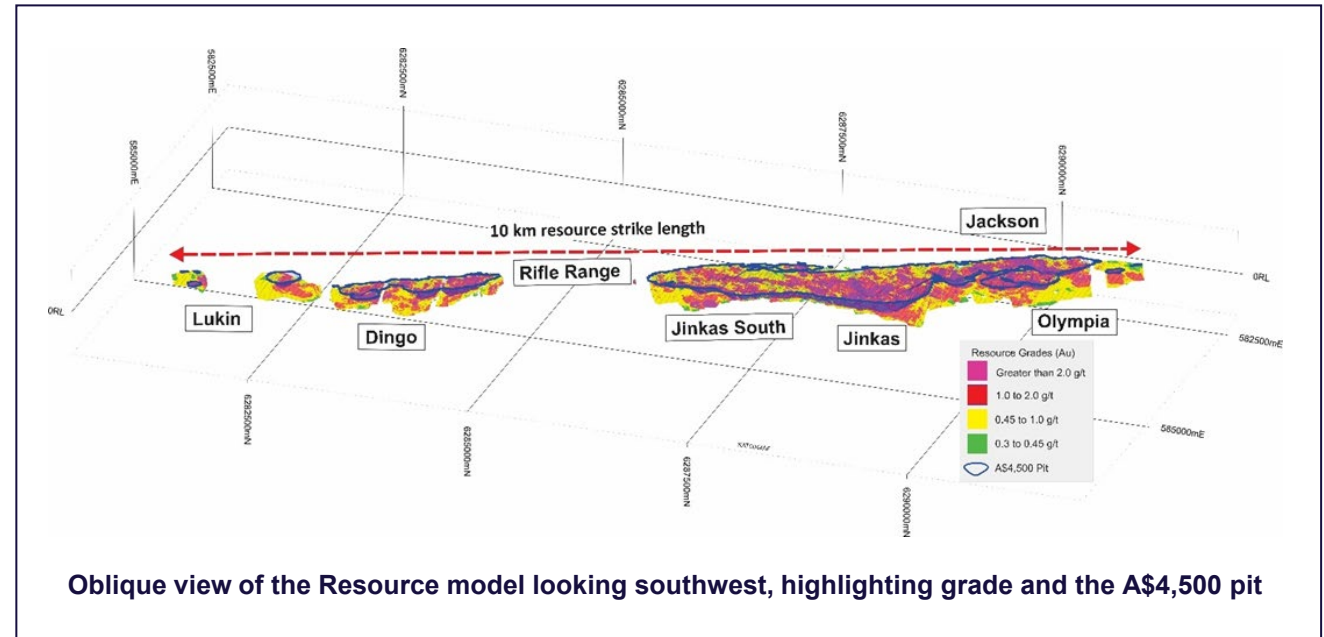 582500mE
6282500mN
6285000mN
6287500mN
6290000mN
585000mE
Jackson
10 km resource strike length
Rifle Range
0RL
0RL
Lukin
Dingo
Jinkas South
Jinkas
Olympia
582500mE
Resource Grades (Au)
Greater than 2.0 g/t
1.0 to 2.0 g/t
0.45 to 1.0 g/t
0.3 to 0.45 g/t
A$4,500 Pit
6282500mN
6285000mN
6287500mN
6290000mN
585000mE
Oblique view of the Resource model looking southwest, highlighting grade and the A$4,500 pit